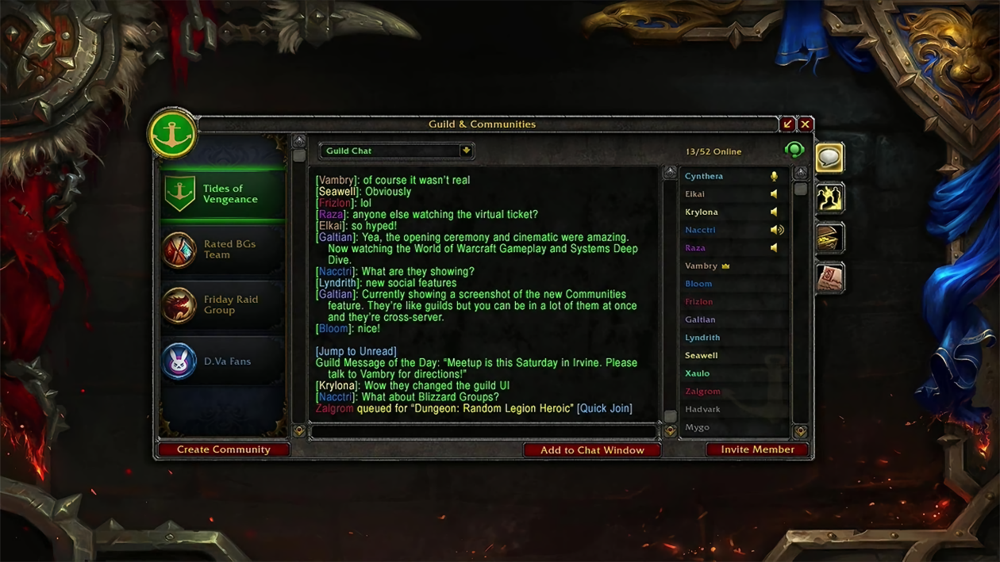 Guild & Communities
Guild Chat
13/52 Online
Tides of
Vengeance
Rated BGs
Team
Friday Raid
Group
D.Va Fans
[Vambry]: of course it wasn't real
[Seawell]: Obviously
[Frizlon]: lol
[Raza]: anyone else watching the virtual ticket?
[Elkai]: so hyped!
[Galtian]: Yea, the opening ceremony and cinematic were amazing.
Now watching the World of Warcraft Gameplay and Systems Deep
Dive.
[Nacctri]: What are they showing?
[Lyndrith]: new social features
[Galtian]: Currently showing a screenshot of the new Communities
feature. They're like guilds but you can be in a lot of them at once
and they're cross-server.
[Bloom]: nice!
[Jump to Unread]
Guild Message of the Day: “Meetup is this Saturday in Irvine. Please
talk to Vambry for directions!”
[Krylona]: Wow they changed the guild UI
[Nacctri]: What about Blizzard Groups?
Zalgrom queued for “Dungeon: Random Legion Heroic” [Quick Join]
Cynthera
Elkai
Krylona
Nacctri
Raza
Vambry
Bloom
Frizlon
Galtian
Lyndrith
Seawell
Xaulo
Zalgrom
Hadvark
Mygo
Create Community
Add to Chat Window
Invite Member